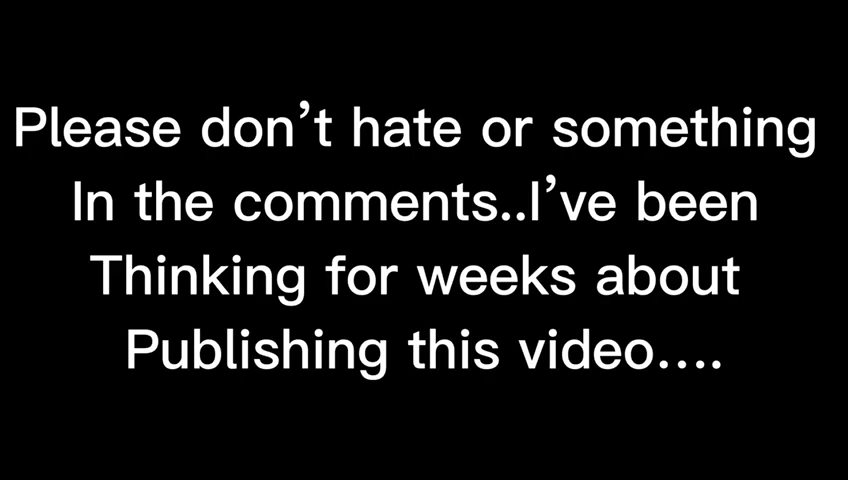 Please don’t hate or something
In the comments..I’ve been
Thinking for weeks about
Publishing this video....